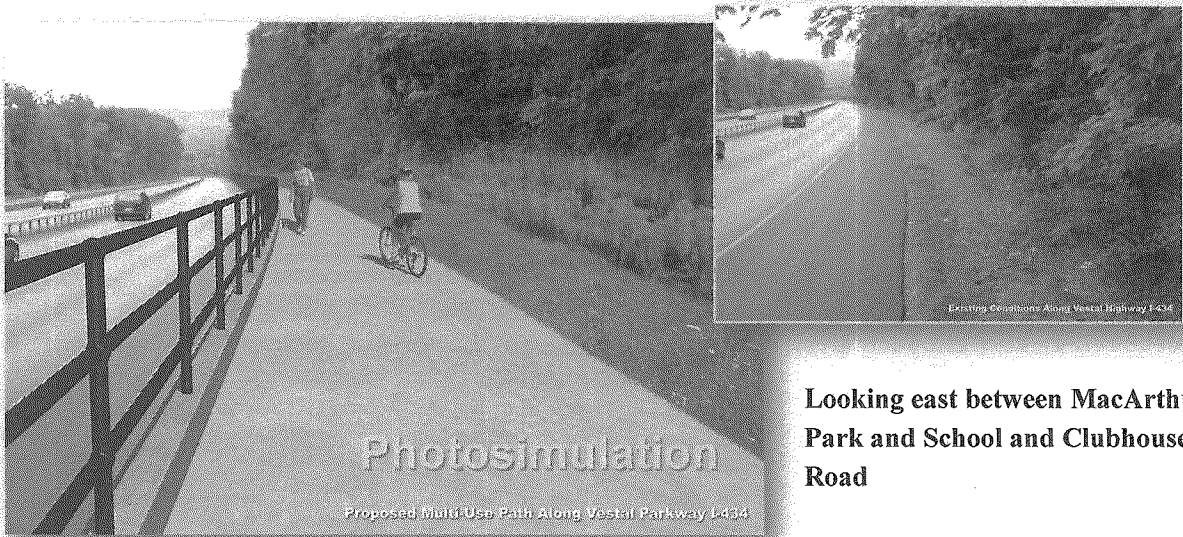 Existing Conditions Along Vestal Highway I-434
Photosimulation
Proposed Multi-Use Path Along Vestal Parkway I-434
Looking east between MacArth
Park and School and Clubhouse
Road